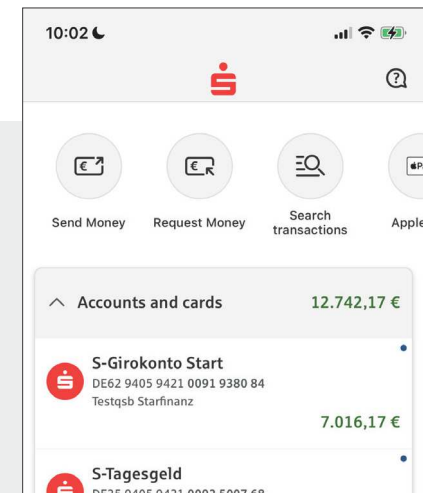 10:02
Send Money
Request Money
Search
transactions
Accounts and cards
12.742,17 €
S-Girokonto Start
DE62 9405 9421 0091 9380 84
Testqsb Starfinanz
7.016,17 €
S-Tagesgeld